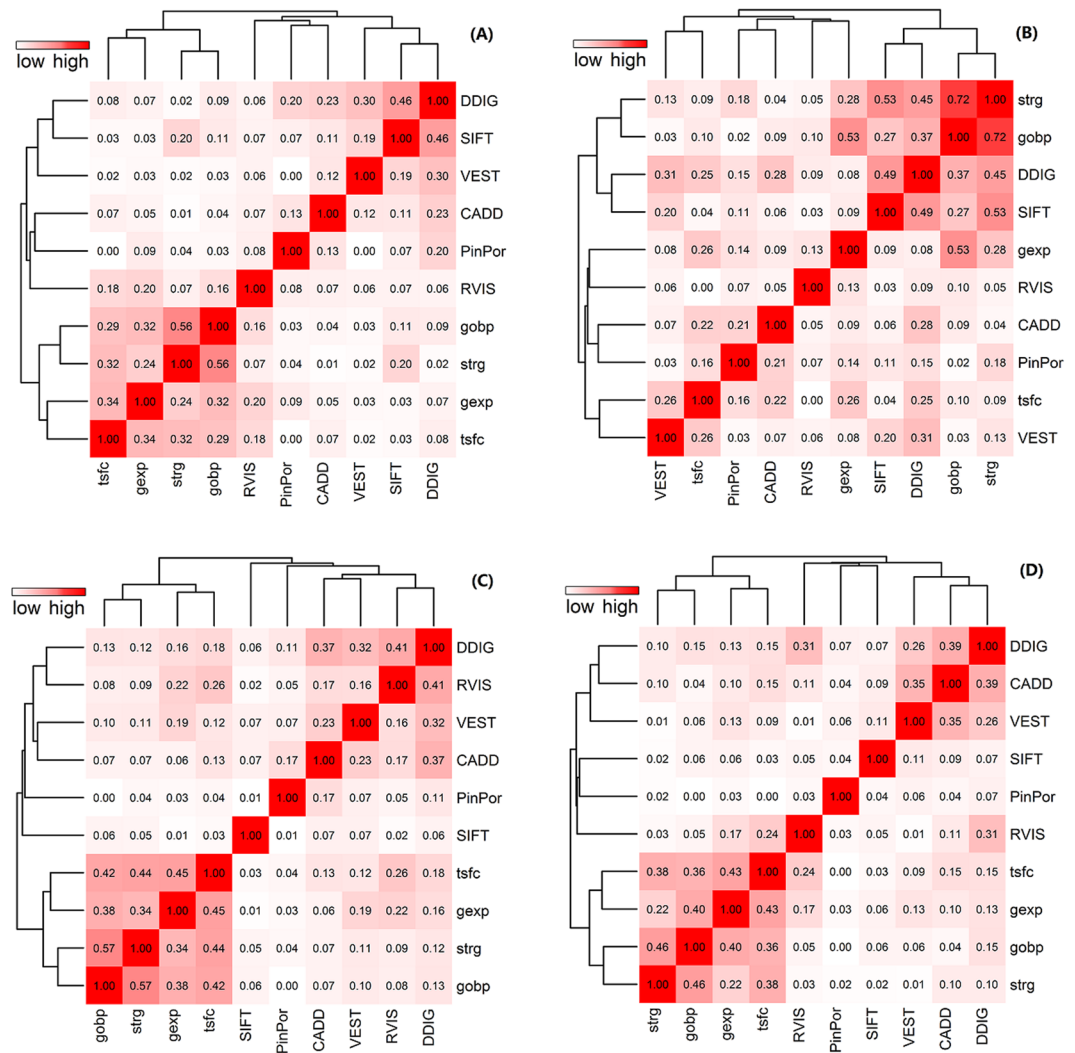 (A)
low high
0.08 0.07 0.02 0.09 0.06 0.20 0.23 0.30 0.46 1.00 DDIG
0.03 0.03 0.20 0.11 0.07 0.07 0.11 0.19 1.00 0.46 SIFT
0.02 0.03 0.02 0.03 0.06 0.00 0.12 1.00 0.19 0.30 VEST
0.07 0.05 0.01 0.04 0.07 0.13 1.00 0.12 0.11 0.23 CADD
0.00 0.09 0.04 0.03 0.08 1.00 0.13 0.00 0.07 0.20 PinPor
0.18 0.20 0.07 0.16 1.00 0.08 0.07 0.06 0.07 0.06 RVIS
0.29 0.32 0.56 1.00 0.16 0.03 0.04 0.03 0.11 0.09 gobp
0.32 0.24 1.00 0.56 0.07 0.04 0.01 0.02 0.20 0.02 strg
0.34 1.00 0.24 0.32 0.20 0.09 0.05 0.03 0.03 0.07 gexp
1.00 0.34 0.32 0.29 0.18 0.00 0.07 0.02 0.03 0.08 tsfc
tsfc gexp strg gobp RVIS PinPor CADD VEST SIFT DDIG
(B)
low high
0.13 0.09 0.18 0.04 0.05 0.28 0.53 0.45 0.72 1.00 strg
0.03 0.10 0.02 0.09 0.10 0.53 0.27 0.37 1.00 0.72 gobp
0.31 0.25 0.15 0.28 0.09 0.08 0.49 1.00 0.37 0.45 DDIG
0.20 0.04 0.11 0.06 0.03 0.09 1.00 0.49 0.27 0.53 SIFT
0.08 0.26 0.14 0.09 0.13 1.00 0.09 0.08 0.53 0.28 gexp
0.06 0.00 0.07 0.05 1.00 0.13 0.03 0.09 0.10 0.05 RVIS
0.07 0.22 0.21 1.00 0.05 0.09 0.06 0.28 0.09 0.04 CADD
0.03 0.16 1.00 0.21 0.07 0.14 0.11 0.15 0.02 0.18 PinPor
0.26 1.00 0.16 0.22 0.00 0.26 0.04 0.25 0.10 0.09 tsfc
1.00 0.26 0.03 0.07 0.06 0.08 0.20 0.31 0.03 0.13 VEST
VEST tsfc PinPor CADD RVIS gexp SIFT DDIG gobp strg
(C)
low high
0.13 0.12 0.16 0.18 0.06 0.11 0.37 0.32 0.41 1.00 DDIG
0.08 0.09 0.22 0.26 0.02 0.05 0.17 0.16 1.00 0.41 RVIS
0.10 0.11 0.19 0.12 0.07 0.07 0.23 1.00 0.16 0.32 VEST
0.07 0.07 0.06 0.13 0.07 0.17 1.00 0.23 0.17 0.37 CADD
0.00 0.04 0.03 0.04 0.01 1.00 0.17 0.07 0.05 0.11 PinPor
0.06 0.05 0.01 0.03 1.00 0.01 0.07 0.07 0.02 0.06 SIFT
0.42 0.44 0.45 1.00 0.03 0.04 0.13 0.12 0.26 0.18 tsfc
0.38 0.34 1.00 0.45 0.01 0.03 0.06 0.19 0.22 0.16 gexp
0.57 1.00 0.34 0.44 0.05 0.04 0.07 0.11 0.09 0.12 strg
1.00 0.57 0.38 0.42 0.06 0.00 0.07 0.10 0.08 0.13 gobp
gobp strg gexp tsfc SIFT PinPor CADD VEST RVIS DDIG
(D)
low high
0.10 0.15 0.13 0.15 0.31 0.07 0.07 0.26 0.39 1.00 DDIG
0.10 0.04 0.10 0.15 0.11 0.04 0.09 0.35 1.00 0.39 CADD
0.01 0.06 0.13 0.09 0.01 0.06 0.11 1.00 0.35 0.26 VEST
0.02 0.06 0.06 0.03 0.05 0.04 1.00 0.11 0.09 0.07 SIFT
0.02 0.00 0.03 0.00 0.03 1.00 0.04 0.06 0.04 0.07 PinPor
0.03 0.05 0.17 0.24 1.00 0.03 0.05 0.01 0.11 0.31 RVIS
0.38 0.36 0.43 1.00 0.24 0.00 0.03 0.09 0.15 0.15 tsfc
0.22 0.40 1.00 0.43 0.17 0.03 0.06 0.13 0.10 0.13 gexp
0.46 1.00 0.40 0.36 0.05 0.00 0.06 0.06 0.04 0.15 gobp
1.00 0.46 0.22 0.38 0.03 0.02 0.02 0.01 0.10 0.10 strg
strg gobp gexp tsfc RVIS PinPor SIFT VEST CADD DDIG